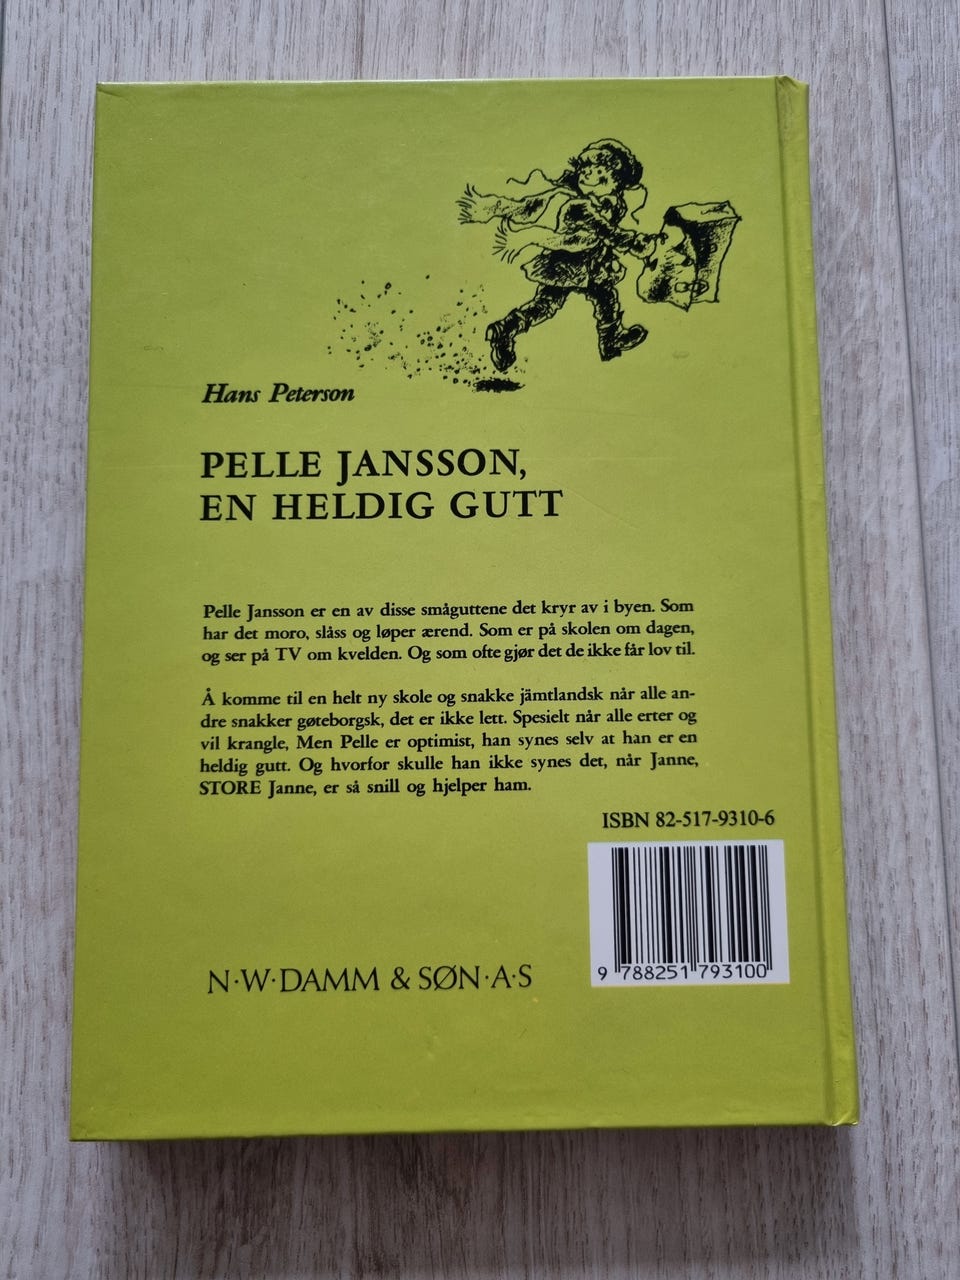 Hans Peterson
PELLE JANSSON,
EN HELDIG GUTT
Pelle Jansson er en av disse småguttene det kryr av i byen. Som
har det moro, slåss og løper ærend. Som er på skolen om dagen,
og ser på TV om kvelden. Og som ofte gjør det de ikke får lov til.
Å komme til en helt ny skole og snakke jämtlandsk når alle an-
dre snakker gøteborgsk, det er ikke lett. Spesielt når alle erter og
vil krangle, Men Pelle er optimist, han synes selv at han er en
heldig gutt. Og hvorfor skulle han ikke synes det, når Janne,
STORE Janne, er så snill og hjelper ham.
ISBN 82-517-9310-6
9 788251 793100
N·W·DAMM & SØN·A·S